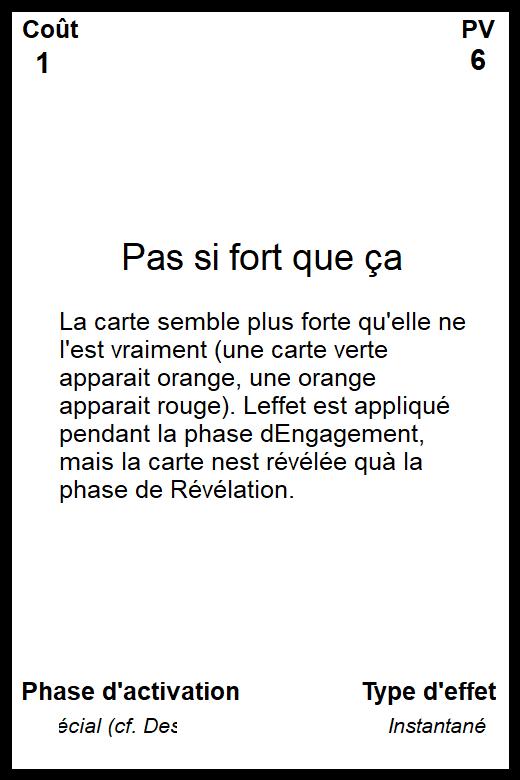 Coût PV
1 6
Pas si fort que ça
La carte semble plus forte qu'elle ne
l'est vraiment (une carte verte
apparait orange, une orange
apparait rouge). Leffet est appliqué
pendant la phase dEngagement,
mais la carte nest révélée quà la
phase de Révélation.
Phase d'activation Type d'effet
écial (cf. Des Instantané